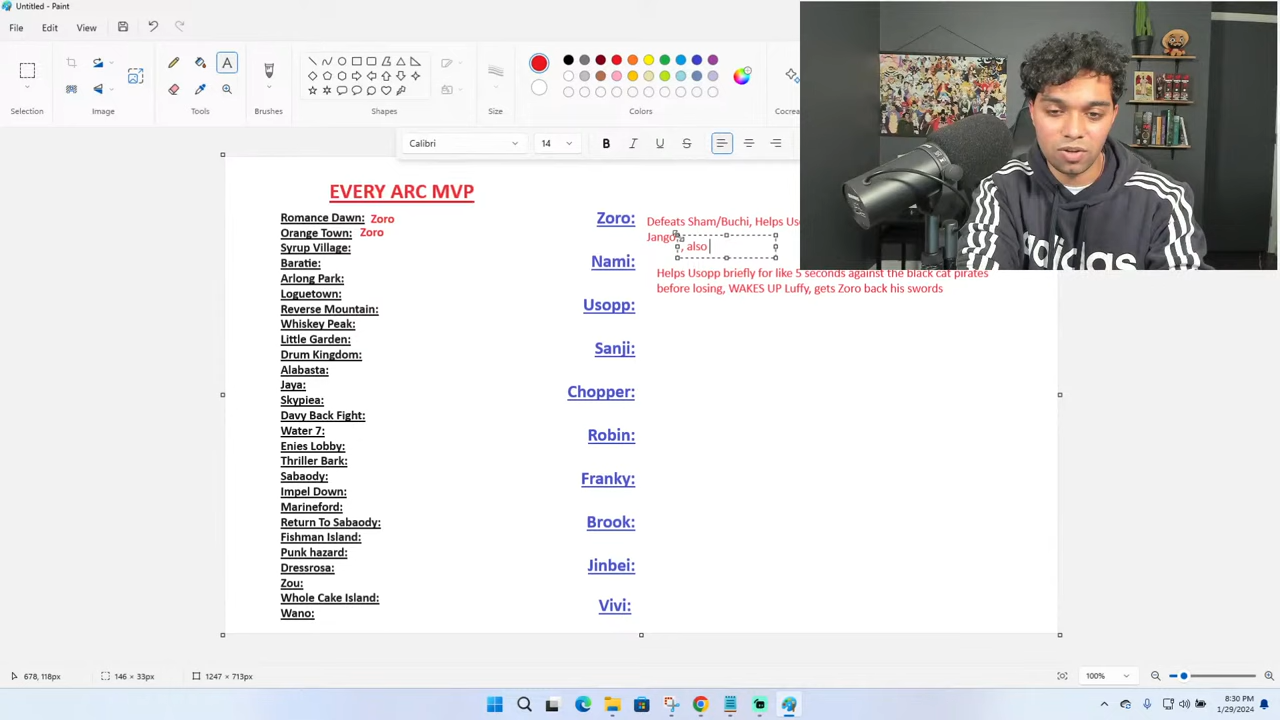 Untitled - Paint
File Edit View
A
Selection Image Tools Brushes Shapes Size Colors Cocrea
Calibri 14 B I U S
EVERY ARC MVP
Romance Dawn: Zoro
Orange Town: Zoro
Syrup Village:
Baratie:
Arlong Park:
Loguetown:
Reverse Mountain:
Whiskey Peak:
Little Garden:
Drum Kingdom:
Alabasta:
Jaya:
Skypiea:
Davy Back Fight:
Water 7:
Enies Lobby:
Thriller Bark:
Sabaody:
Impel Down:
Marineford:
Return To Sabaody:
Fishman Island:
Punk hazard:
Dressrosa:
Zou:
Whole Cake Island:
Wano:
Zoro: Defeats Sham/Buchi, Helps Uso
Jango
, also
Nami: Helps Usopp briefly for like 5 seconds against the black cat pirates
before losing, WAKES UP Luffy, gets Zoro back his swords
Usopp:
Sanji:
Chopper:
Robin:
Franky:
Brook:
Jinbei:
Vivi:
adidas
678, 118px 146 × 33px 1247 × 713px 100%
8:30 PM
1/29/2024